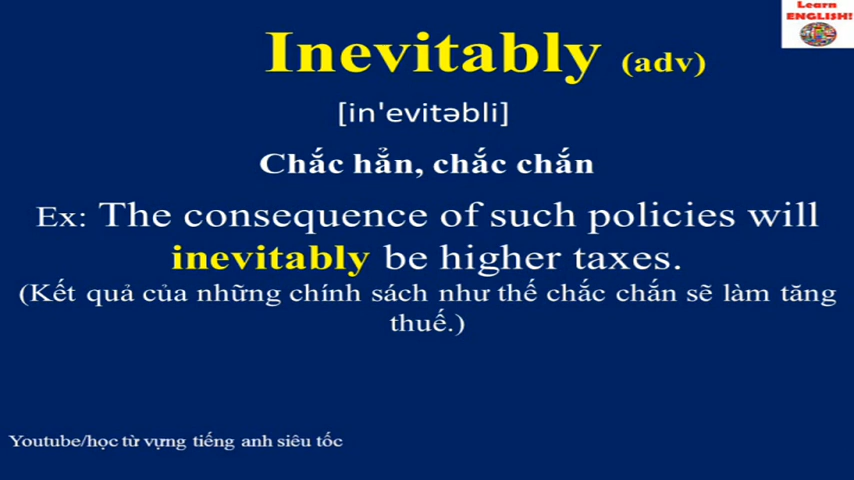 Learn
ENGLISH!
Inevitably (adv)
[in'evitəbli]
Chắc hẳn, chắc chắn
Ex: The consequence of such policies will
inevitably be higher taxes.
(Kết quả của những chính sách như thế chắc chắn sẽ làm tăng
thuế.)
Youtube/học từ vựng tiếng anh siêu tốc